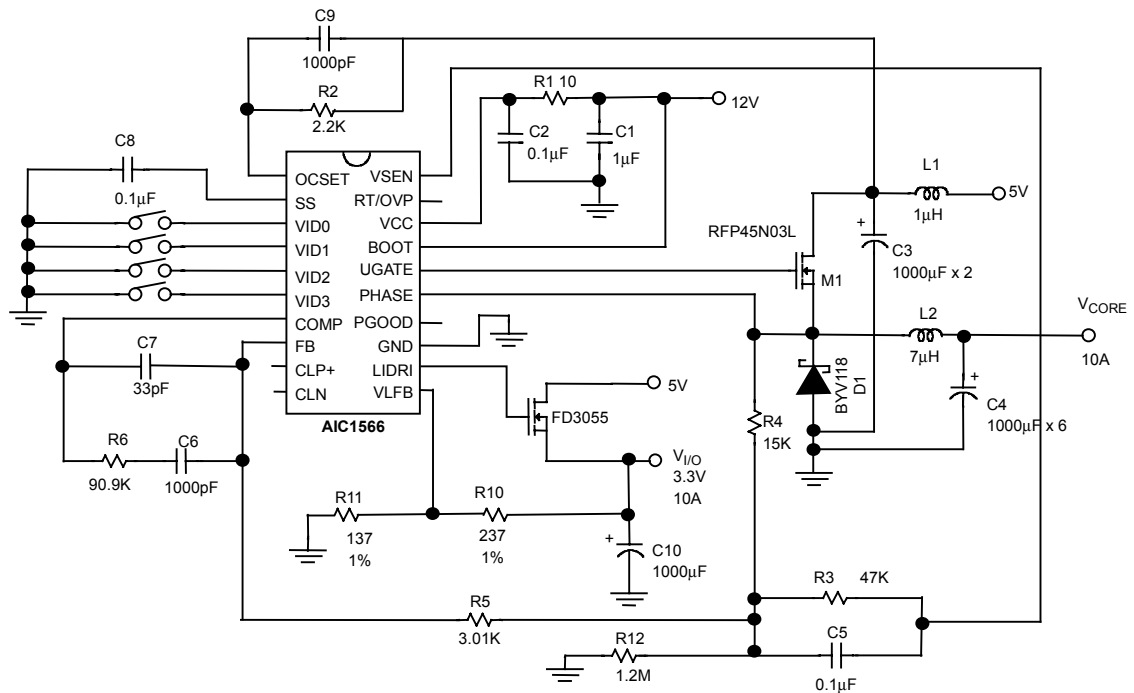 C9
1000pF
R2
2.2K
R1 10
12V
C2
0.1μF
C1
1μF
C8
0.1μF
L1
5V
1μH
OCSET
SS
VID0
VID1
VID2
VID3
COMP
FB
CLP+
CLN
VSEN
RT/OVP
VCC
BOOT
UGATE
PHASE
PGOOD
GND
LIDRI
VLFB
AIC1566
RFP45N03L
M1
+
C3
1000μF x 2
VCORE
L2
7μH
10A
C7
33pF
R6
90.9K
C6
1000pF
5V
FD3055
BYV118
D1
+
C4
1000μF x 6
R4
15K
VI/O
3.3V
10A
R11
137
1%
R10
237
1%
+
C10
1000μF
R3 47K
R5
3.01K
R12
1.2M
C5
0.1μF